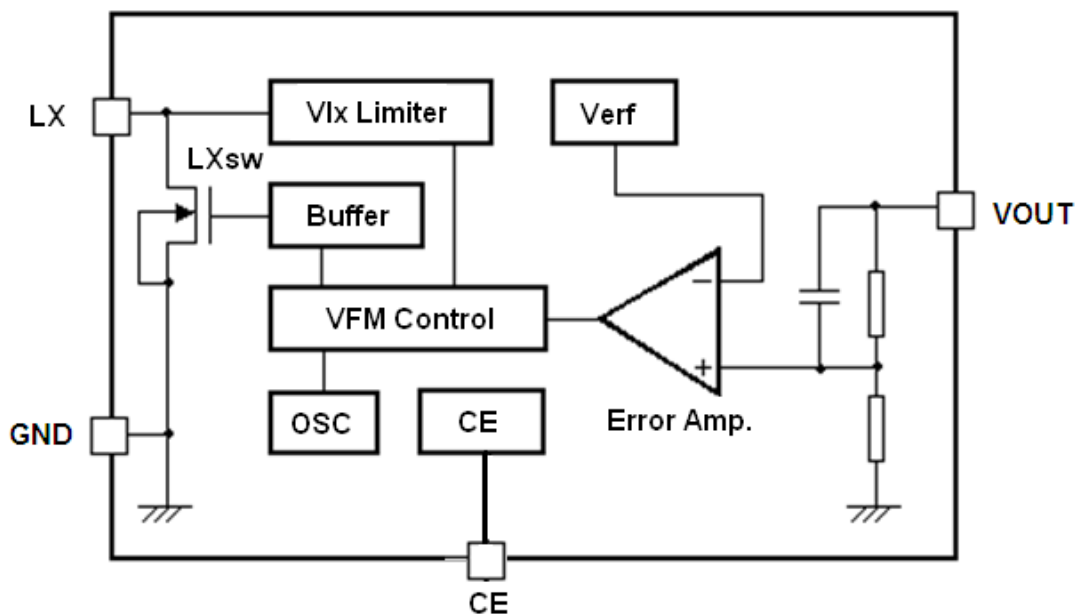 LX
Vlx Limiter
Verf
LXsw
Buffer
VOUT
−
VFM Control
+
GND
OSC
CE
Error Amp.
CE